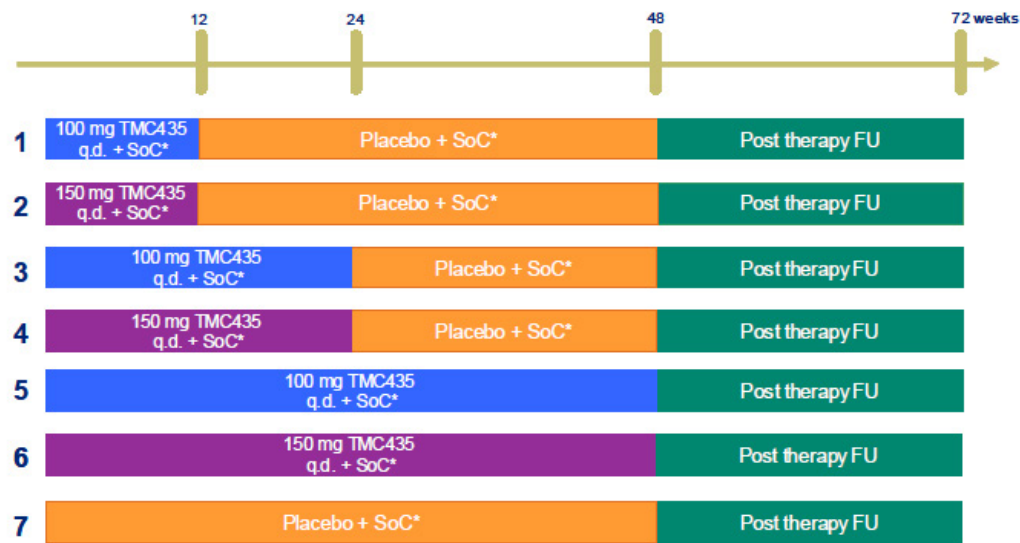 12 24 48 72 weeks
1 100 mg TMC435 Placebo + SoC* Post therapy FU
q.d. + SoC*
2 150 mg TMC435 Placebo + SoC* Post therapy FU
q.d. + SoC*
3 100 mg TMC435 Placebo + SoC* Post therapy FU
q.d. + SoC*
4 150 mg TMC435 Placebo + SoC* Post therapy FU
q.d. + SoC*
5 100 mg TMC435 Post therapy FU
q.d. + SoC*
6 150 mg TMC435 Post therapy FU
q.d. + SoC*
7 Placebo + SoC* Post therapy FU